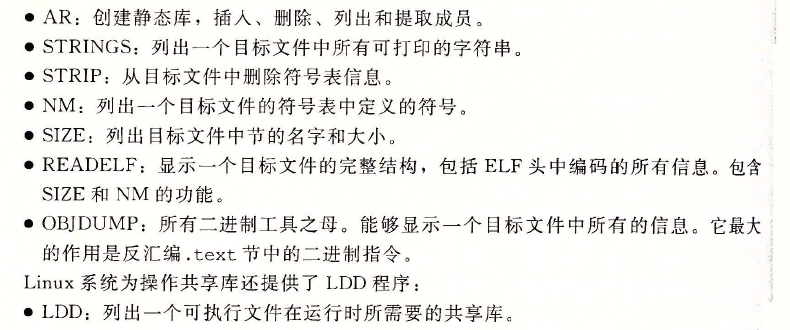 ● AR：创建静态库，插入、删除、列出和提取成员。
● STRINGS：列出一个目标文件中所有可打印的字符串。
● STRIP：从目标文件中删除符号表信息。
● NM：列出一个目标文件的符号表中定义的符号。
● SIZE：列出目标文件中节的名字和大小。
● READELF：显示一个目标文件的完整结构，包括 ELF 头中编码的所有信息。包含
SIZE 和 NM 的功能。
● OBJDUMP：所有二进制工具之母。能够显示一个目标文件中所有的信息。它最大
的作用是反汇编.text 节中的二进制指令。
Linux 系统为操作共享库还提供了 LDD 程序：
● LDD：列出一个可执行文件在运行时所需要的共享库。